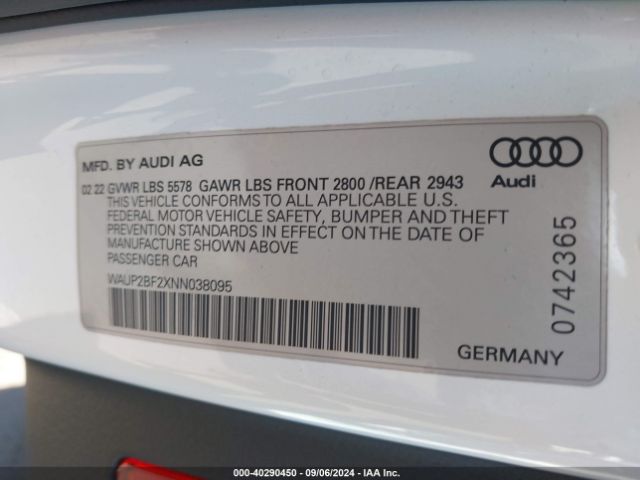 MFD. BY AUDI AG
02 22 GVWR LBS 5578 GAWR LBS FRONT 2800 /REAR 2943
THIS VEHICLE CONFORMS TO ALL APPLICABLE U.S.
FEDERAL MOTOR VEHICLE SAFETY, BUMPER AND THEFT
PREVENTION STANDARDS IN EFFECT ON THE DATE OF
MANUFACTURE SHOWN ABOVE
PASSENGER CAR
WAUP2BF2XNN038095
Audi
0742365
GERMANY
000-40290450 - 09/06/2024 - IAA Inc.